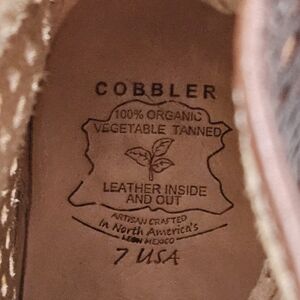 COBBLER
100% ORGANIC
VEGETABLE TANNED
LEATHER INSIDE
AND OUT
ARTISAN CRAFTED
In North America's
LEON MEXICO
7 USA